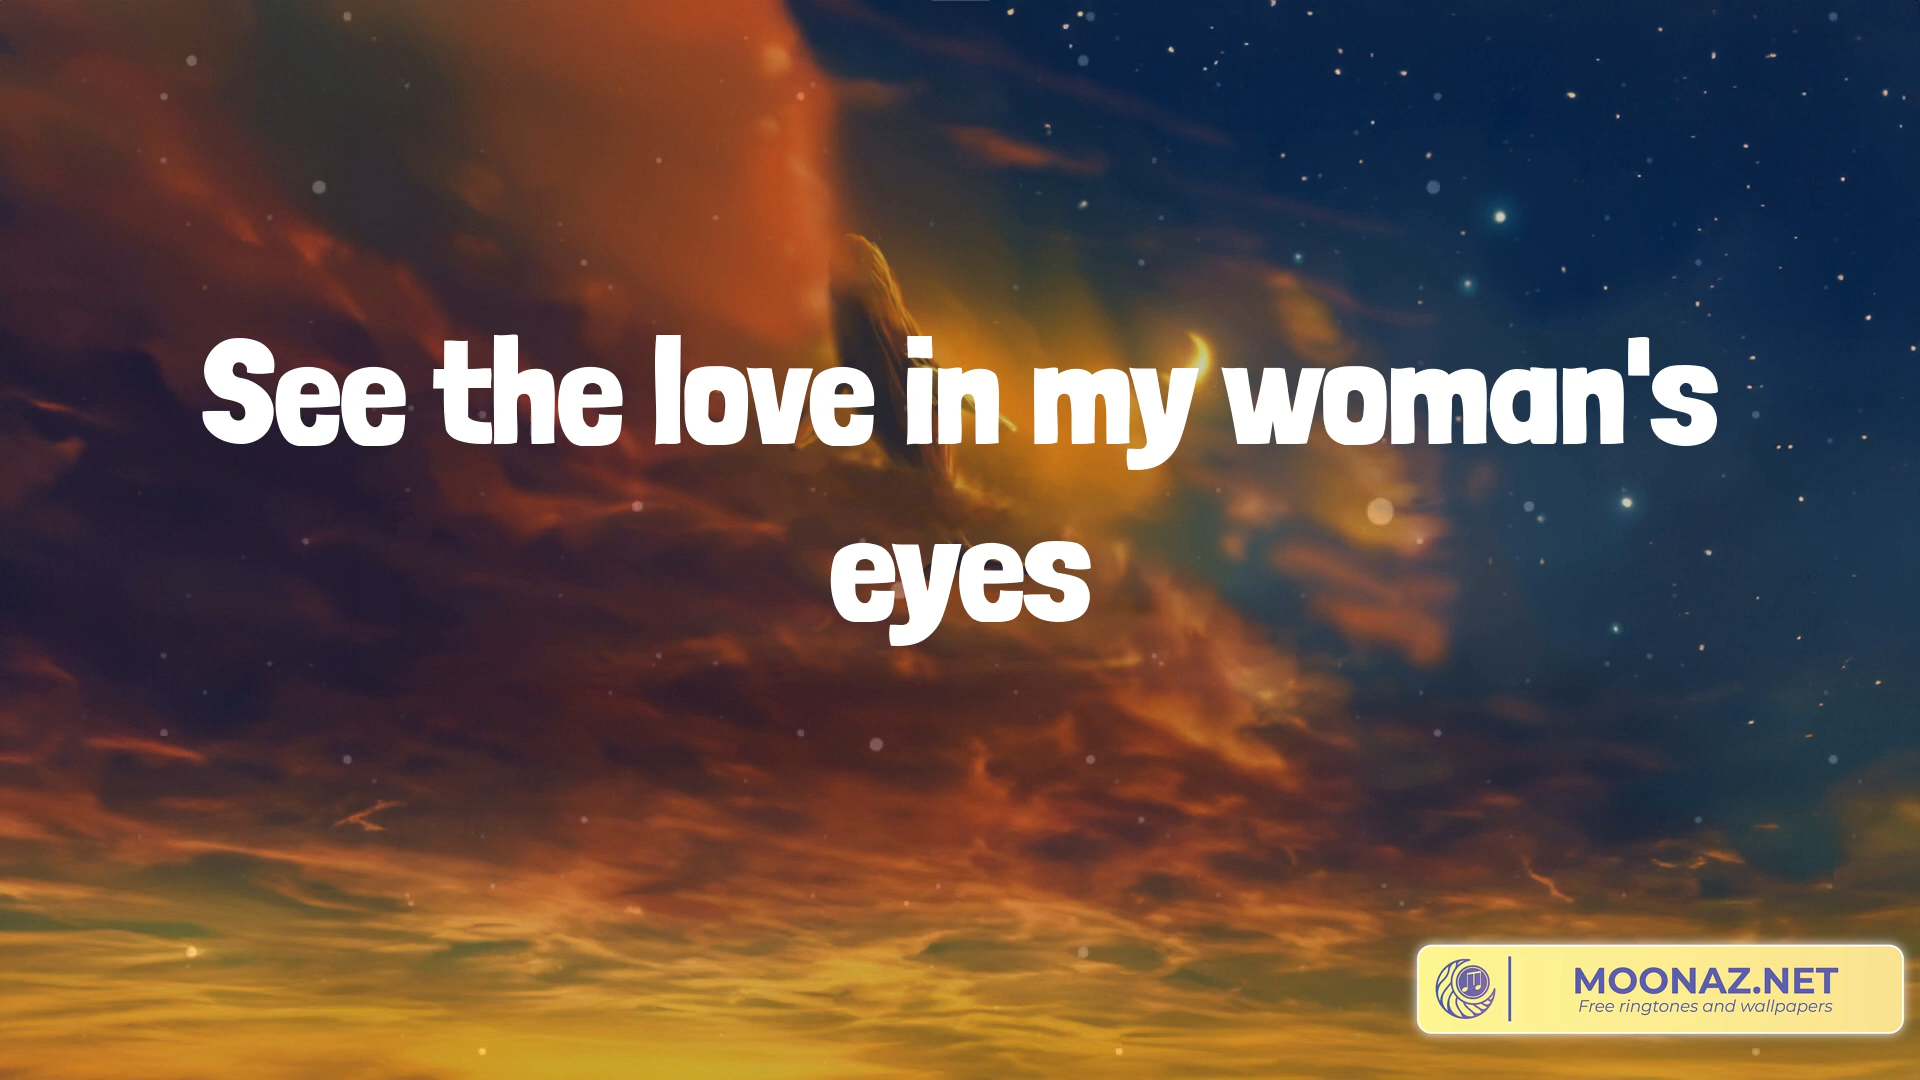 See the love in my woman's
eyes
MOONAZ.NET
Free ringtones and wallpapers